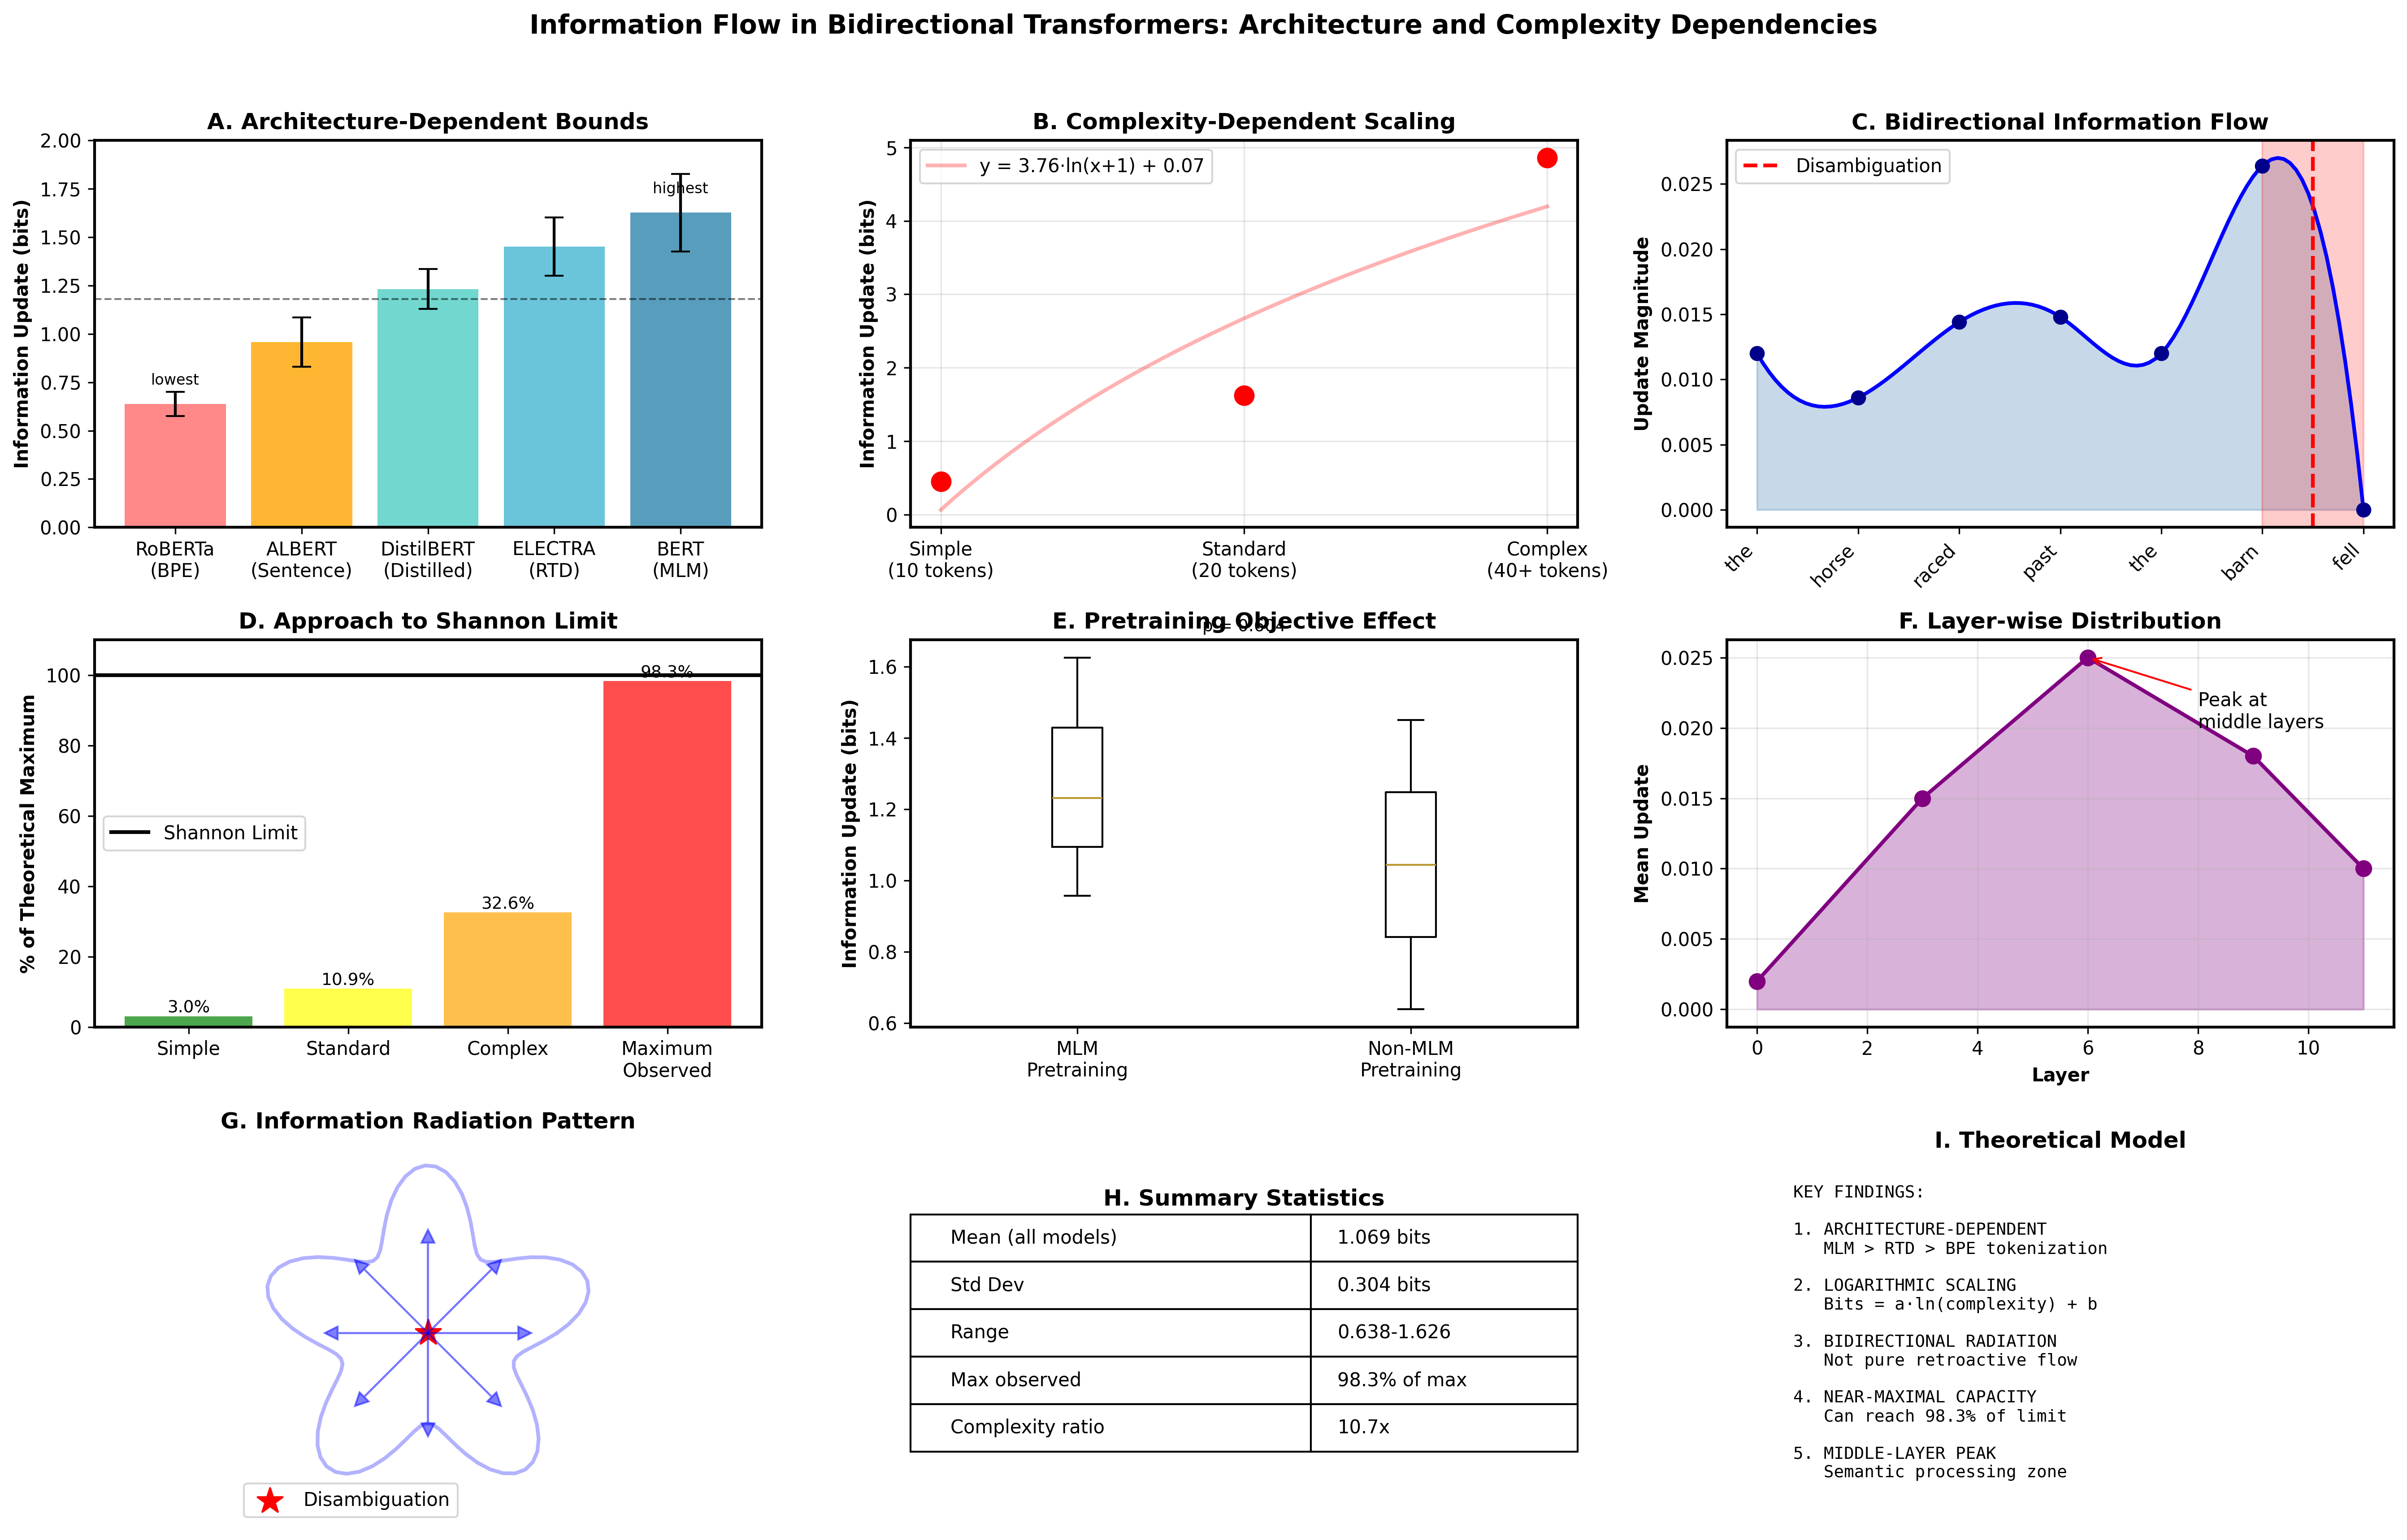 Information Flow in Bidirectional Transformers: Architecture and Complexity Dependencies
A. Architecture-Dependent Bounds
Information Update (bits)
2.00
1.75
1.50
1.25
1.00
0.75
0.50
0.25
0.00
lowest
highest
RoBERTa
(BPE)
ALBERT
(Sentence)
DistilBERT
(Distilled)
ELECTRA
(RTD)
BERT
(MLM)
B. Complexity-Dependent Scaling
Information Update (bits)
5
4
3
2
1
0
y = 3.76·ln(x+1) + 0.07
Simple
(10 tokens)
Standard
(20 tokens)
Complex
(40+ tokens)
C. Bidirectional Information Flow
Update Magnitude
0.025
0.020
0.015
0.010
0.005
0.000
Disambiguation
the
horse
raced
past
the
barn
fell
D. Approach to Shannon Limit
% of Theoretical Maximum
100
80
60
40
20
0
Shannon Limit
3.0%
10.9%
32.6%
98.3%
Simple
Standard
Complex
Maximum
Observed
E. Pretraining Objective Effect
p = 0.604
Information Update (bits)
1.6
1.4
1.2
1.0
0.8
0.6
MLM
Pretraining
Non-MLM
Pretraining
F. Layer-wise Distribution
Mean Update
0.025
0.020
0.015
0.010
0.005
0.000
Peak at
middle layers
0 2 4 6 8 10
Layer
G. Information Radiation Pattern
Disambiguation
H. Summary Statistics
Mean (all models) 1.069 bits
Std Dev 0.304 bits
Range 0.638-1.626
Max observed 98.3% of max
Complexity ratio 10.7x
I. Theoretical Model
KEY FINDINGS:
1. ARCHITECTURE-DEPENDENT
MLM > RTD > BPE tokenization
2. LOGARITHMIC SCALING
Bits = a·ln(complexity) + b
3. BIDIRECTIONAL RADIATION
Not pure retroactive flow
4. NEAR-MAXIMAL CAPACITY
Can reach 98.3% of limit
5. MIDDLE-LAYER PEAK
Semantic processing zone